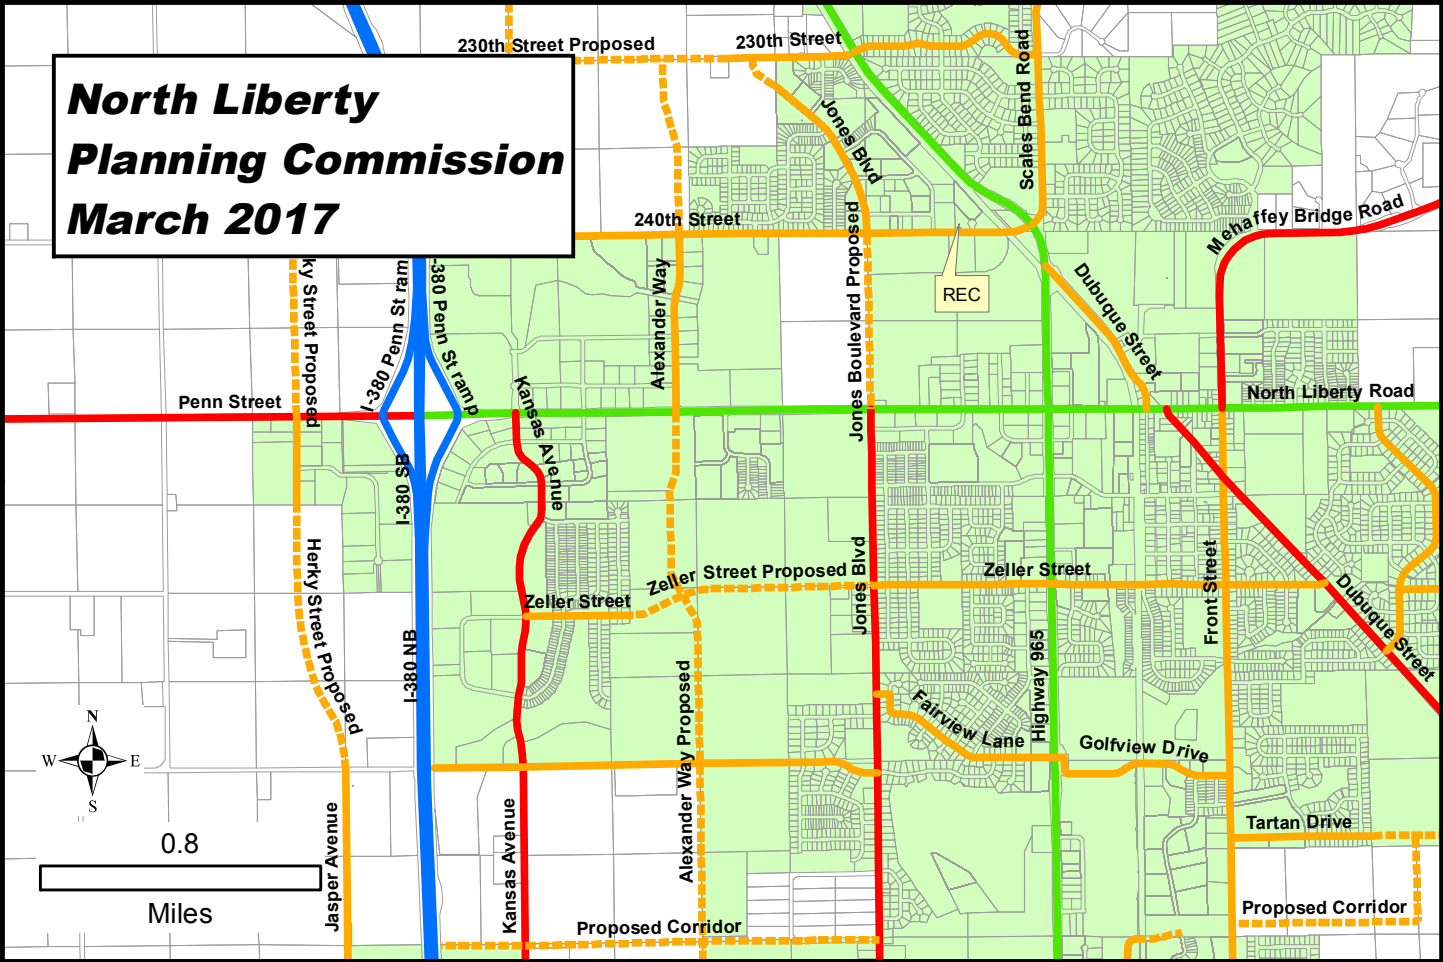 230th Street Proposed
230th Street
North Liberty
Planning Commission
March 2017
Scales Bend Road
Jones Blvd
240th Street
Mehaffey Bridge Road
ky Street Proposed
I-380 Penn St ram
-380 Penn St ramp
Alexander Way
Jones Boulevard Proposed
REC
Dubuque Street
Penn Street
Kansas Avenue
North Liberty Road
I-380 SB
Herky Street Proposed
Zeller Street Proposed
Zeller Street
Jones Blvd
Zeller Street
Front Street
Dubuque Street
I-380 NB
Alexander Way Proposed
Fairview Lane
Highway 965
Golfview Drive
N
W
E
S
0.8
Miles
Jasper Avenue
Kansas Avenue
Tartan Drive
Proposed Corridor
Proposed Corridor